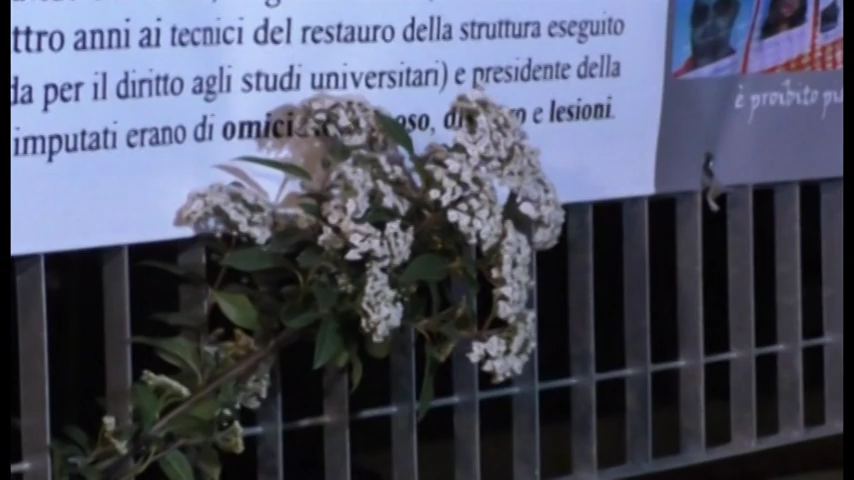 ttro anni ai tecnici del restauro della struttura eseguito
da per il diritto agli studi universitari) e presidente della
imputati erano di omici oso, di o e lesioni.
è proibito